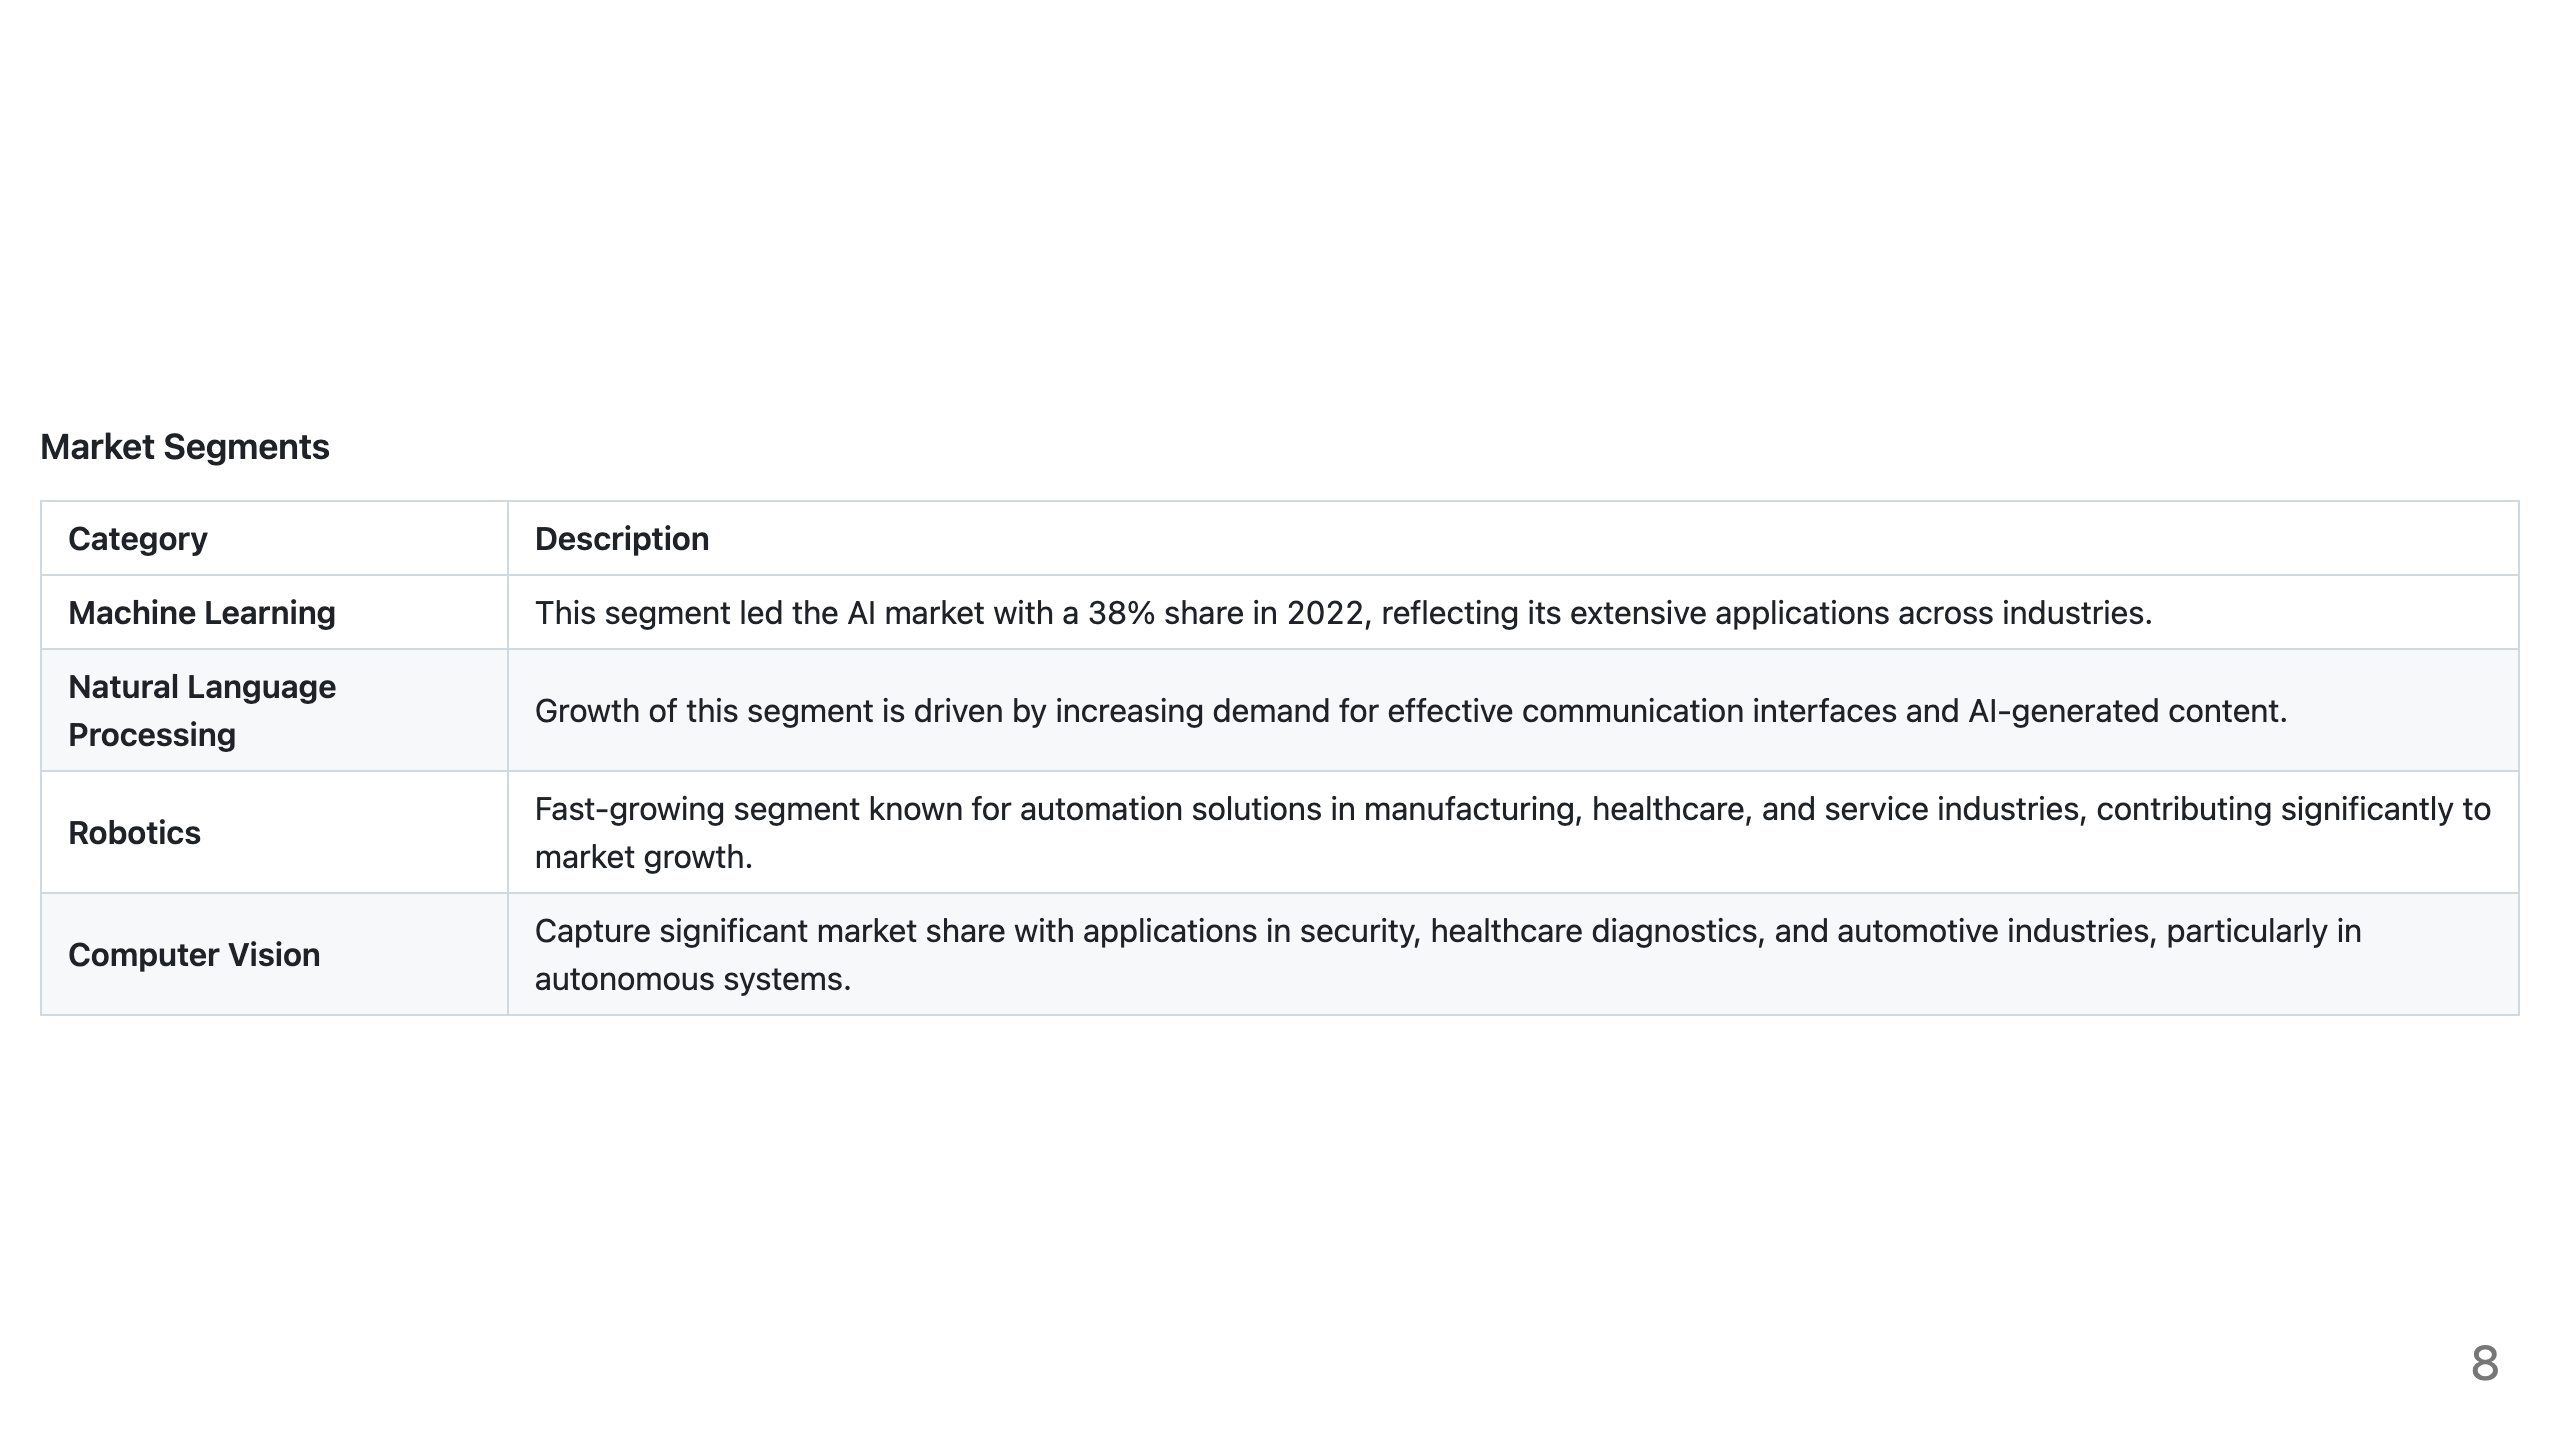 Market Segments
Category Description
Machine Learning This segment led the AI market with a 38% share in 2022, reflecting its extensive applications across industries.
Natural Language
Processing
Growth of this segment is driven by increasing demand for effective communication interfaces and AI-generated content.
Robotics
Fast-growing segment known for automation solutions in manufacturing, healthcare, and service industries, contributing significantly to
market growth.
Computer Vision
Capture significant market share with applications in security, healthcare diagnostics, and automotive industries, particularly in
autonomous systems.
8